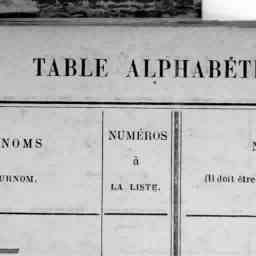 TABLE ALPHABÉT
NOMS
URNOM.
NUMÉROS
à
LA LISTE.
N
(Il doit être